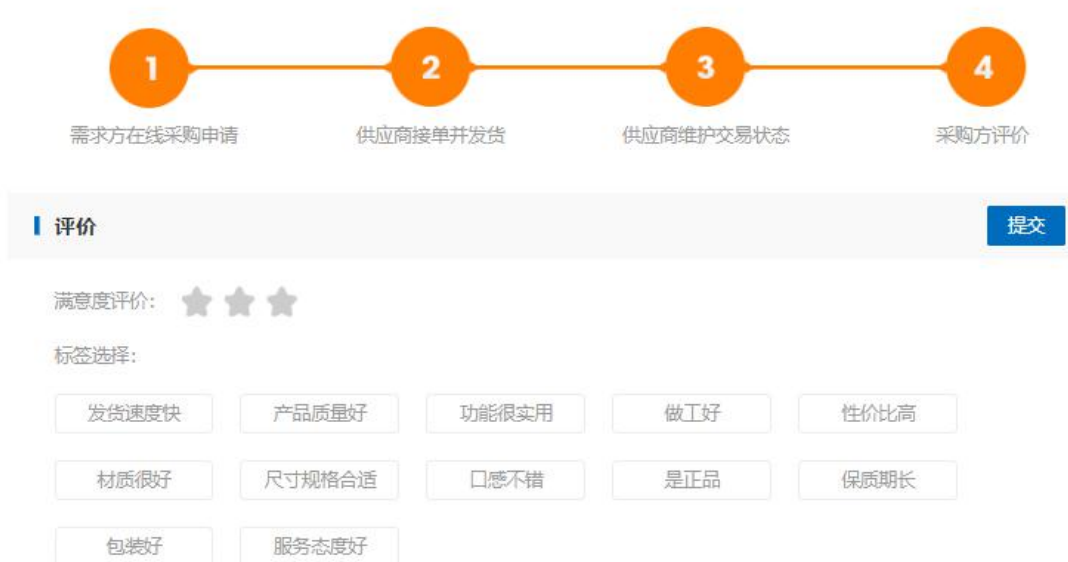 1 2 3 4
需求方在线采购申请 供应商接单并发货 供应商维护交易状态 采购方评价
评价 提交
满意度评价:
标签选择:
发货速度快 产品质量好 功能很实用 做工好 性价比高
材质很好 尺寸规格合适 口感不错 是正品 保质期长
包装好 服务态度好